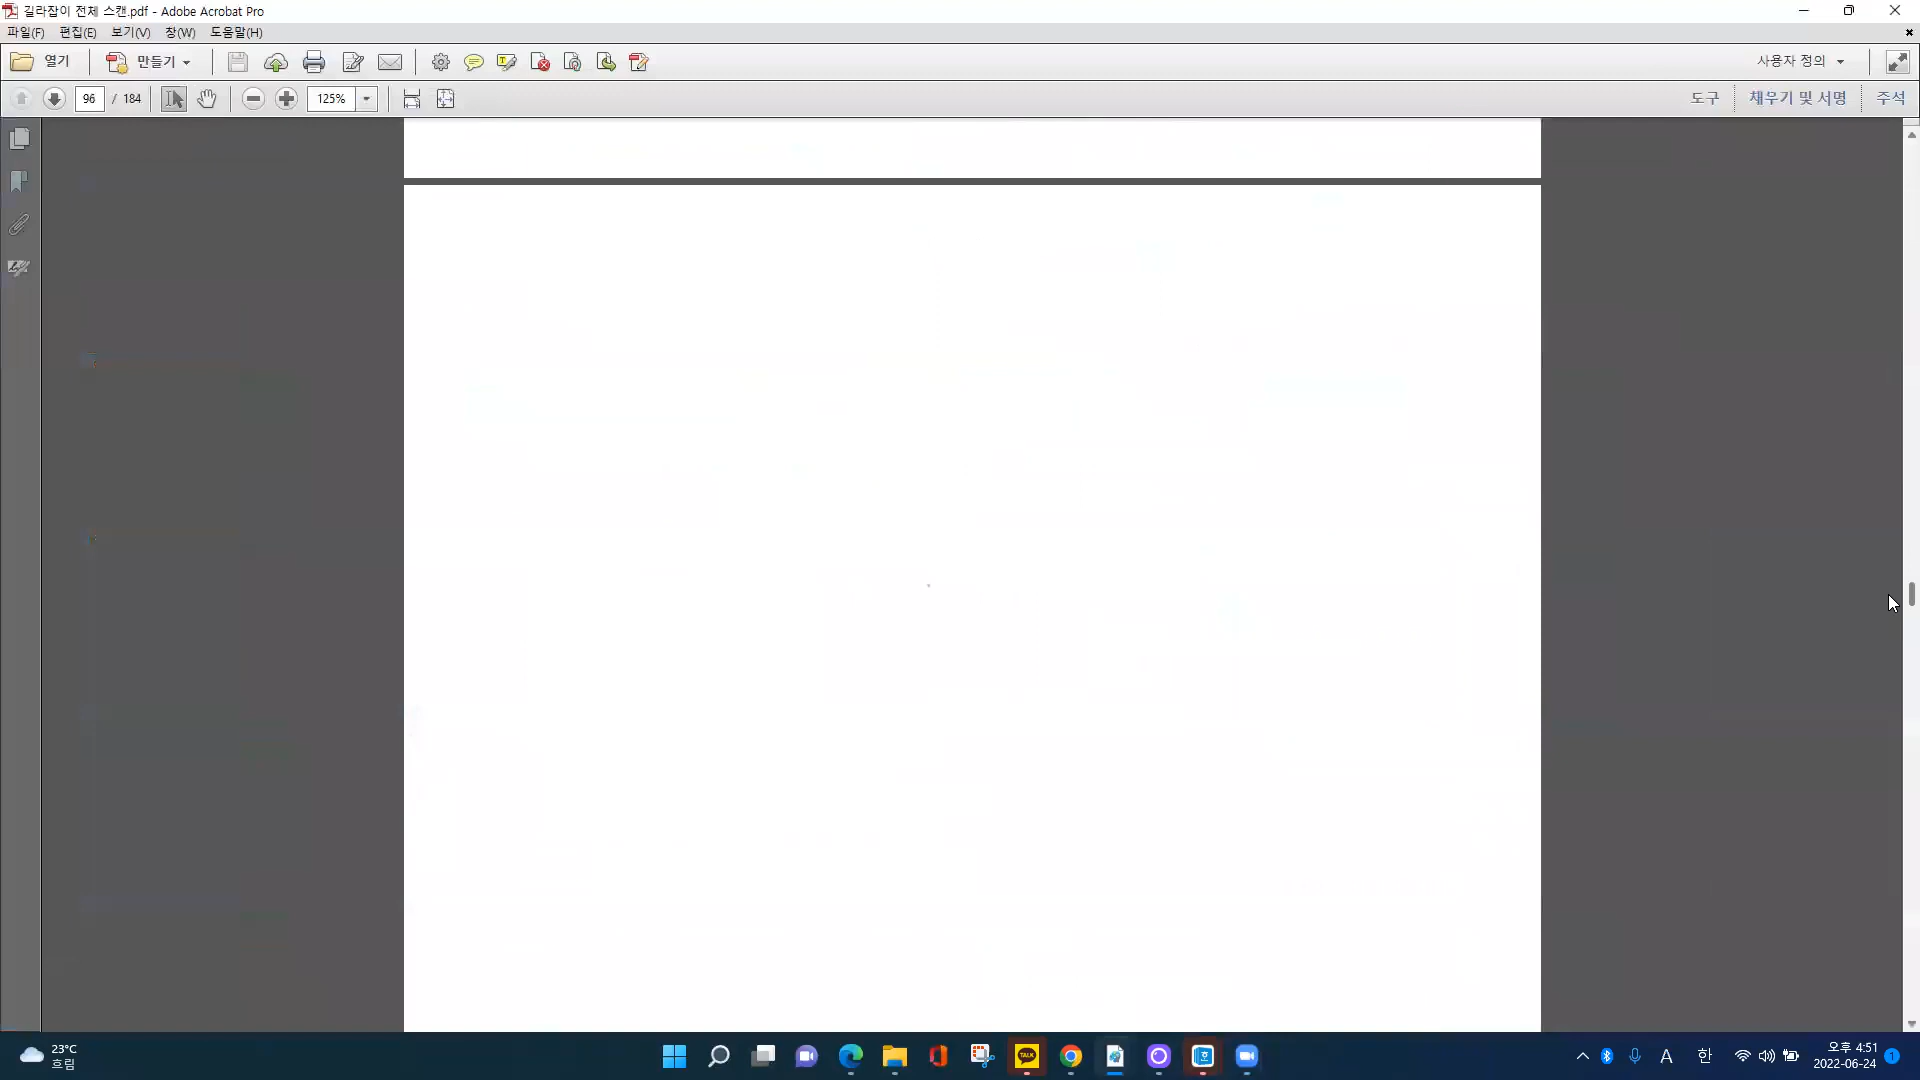 길라잡이 전체 스캔.pdf - Adobe Acrobat Pro
파일(F) 편집(E) 보기(V) 창(W) 도움말(H)
열기 만들기 사용자 정의
96 / 184 125% 도구 채우기 및 서명 주석
23°C
흐림
TALK
A 한
오후 4:51
2022-06-24
1